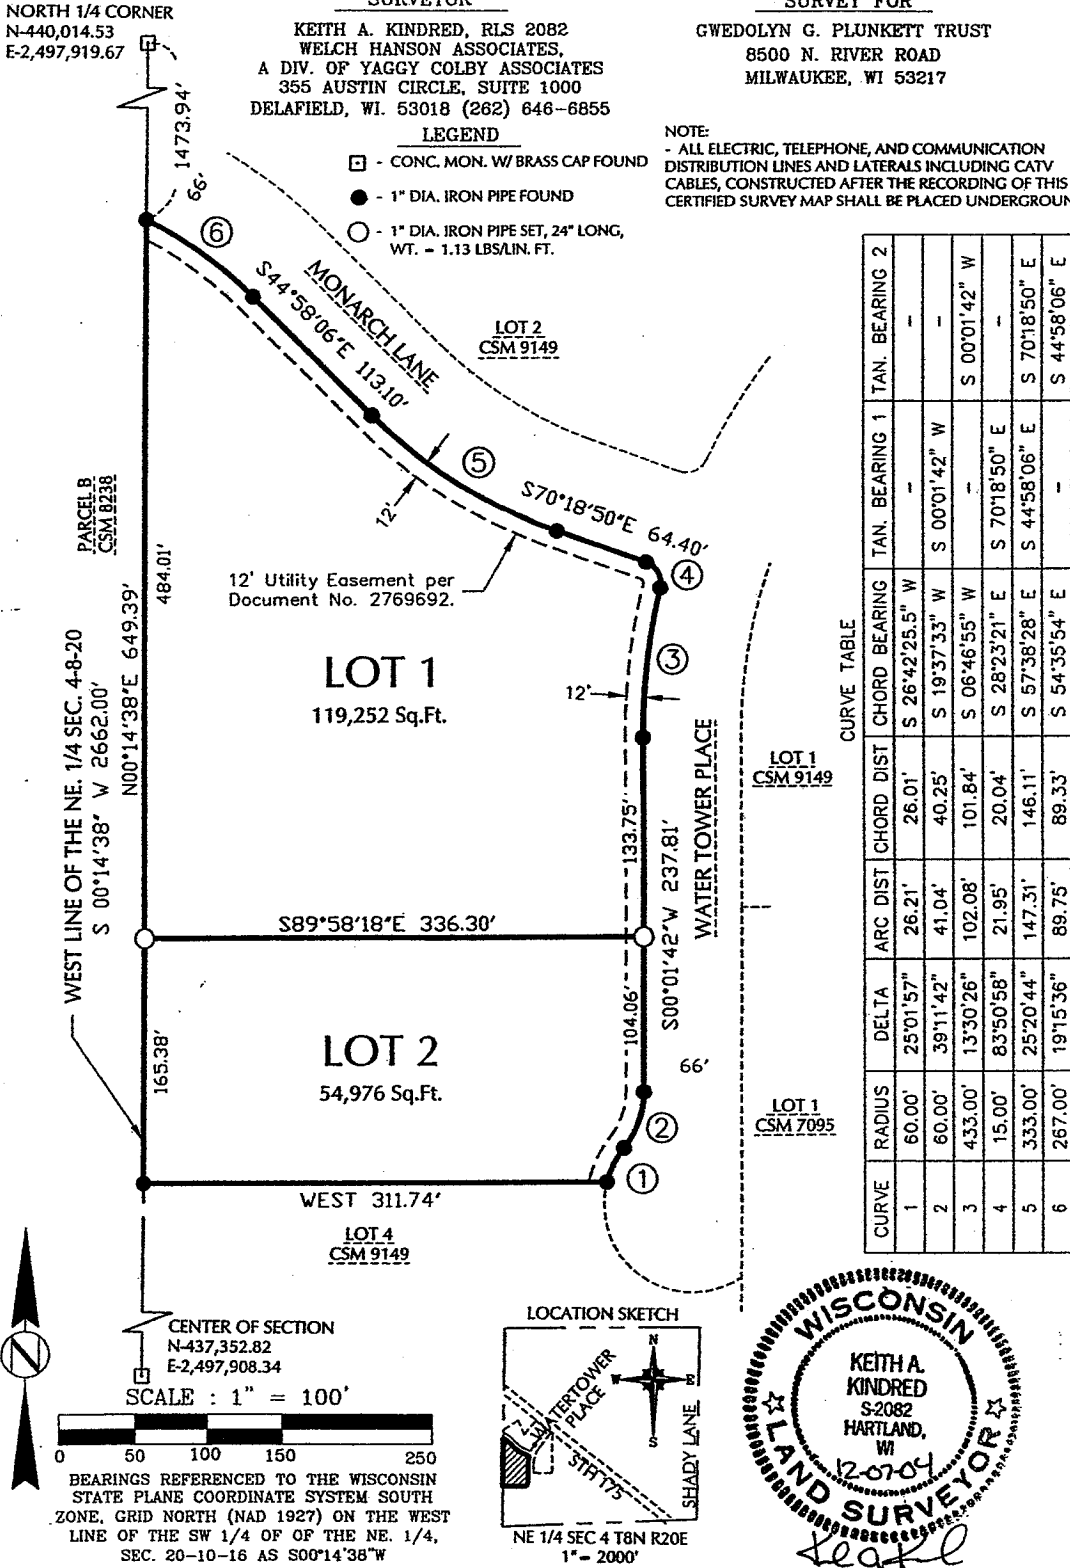 NORTH 1/4 CORNER
N-440,014.53
E-2,497,919.67
SURVEYOR
KEITH A. KINDRED, RLS 2082
WELCH HANSON ASSOCIATES,
A DIV. OF YAGGY COLBY ASSOCIATES
355 AUSTIN CIRCLE, SUITE 1000
DELAFIELD, WI. 53018 (262) 646-6855
SURVEY FOR
GWEDOLYN G. PLUNKETT TRUST
8500 N. RIVER ROAD
MILWAUKEE, WI 53217
LEGEND
- CONC. MON. W/ BRASS CAP FOUND
- 1" DIA. IRON PIPE FOUND
- 1" DIA. IRON PIPE SET, 24" LONG,
WT. = 1.13 LBS/LIN. FT.
NOTE:
- ALL ELECTRIC, TELEPHONE, AND COMMUNICATION
DISTRIBUTION LINES AND LATERALS INCLUDING CATV
CABLES, CONSTRUCTED AFTER THE RECORDING OF THIS
CERTIFIED SURVEY MAP SHALL BE PLACED UNDERGROUN
1473.94'
66'
6
S44°58'06"E 113.10'
MONARCH LANE
LOT 2
CSM 9149
5
12'
S70°18'50"E 64.40'
4
3
12' Utility Easement per
Document No. 2769692.
PARCEL B
CSM 8238
484.01'
N00°14'38"E 649.39'
WEST LINE OF THE NE. 1/4 SEC. 4-8-20
S 00°14'38" W 2662.00'
LOT 1
119,252 Sq.Ft.
12'
WATER TOWER PLACE
LOT 1
CSM 9149
133.75'
S00°01'42"W 237.81'
S89°58'18"E 336.30'
104.06'
165.38'
LOT 2
54,976 Sq.Ft.
66'
2
1
LOT 1
CSM 7095
WEST 311.74'
LOT 4
CSM 9149
CURVE TABLE
CURVE RADIUS DELTA ARC DIST CHORD DIST CHORD BEARING TAN. BEARING 1 TAN. BEARING 2
1 60.00' 25°01'57" 26.21' 26.01' S 26°42'25.5" W - -
2 60.00' 39°11'42" 41.04' 40.25' S 19°37'33" W S 00°01'42" W -
3 433.00' 13°30'26" 102.08' 101.84' S 06°46'55" W - S 00°01'42" W
4 15.00' 83°50'58" 21.95' 20.04' S 28°23'21" E S 70°18'50" E -
5 333.00' 25°20'44" 147.31' 146.11' S 57°38'28" E S 44°58'06" E S 70°18'50" E
6 267.00' 19°15'36" 89.75' 89.33' S 54°35'54" E - S 44°58'06" E
N
CENTER OF SECTION
N-437,352.82
E-2,497,908.34
SCALE : 1" = 100'
0 50 100 150 250
BEARINGS REFERENCED TO THE WISCONSIN
STATE PLANE COORDINATE SYSTEM SOUTH
ZONE, GRID NORTH (NAD 1927) ON THE WEST
LINE OF THE SW 1/4 OF OF THE NE. 1/4,
SEC. 20-10-16 AS S00°14'38"W
LOCATION SKETCH
N
W E
S
WATERTOWER
PLACE
STH 175
SHADY LANE
NE 1/4 SEC 4 T8N R20E
1"= 2000'
WISCONSIN
KEITH A.
KINDRED
S-2082
HARTLAND,
WI
12-07-04
LAND SURVEYOR